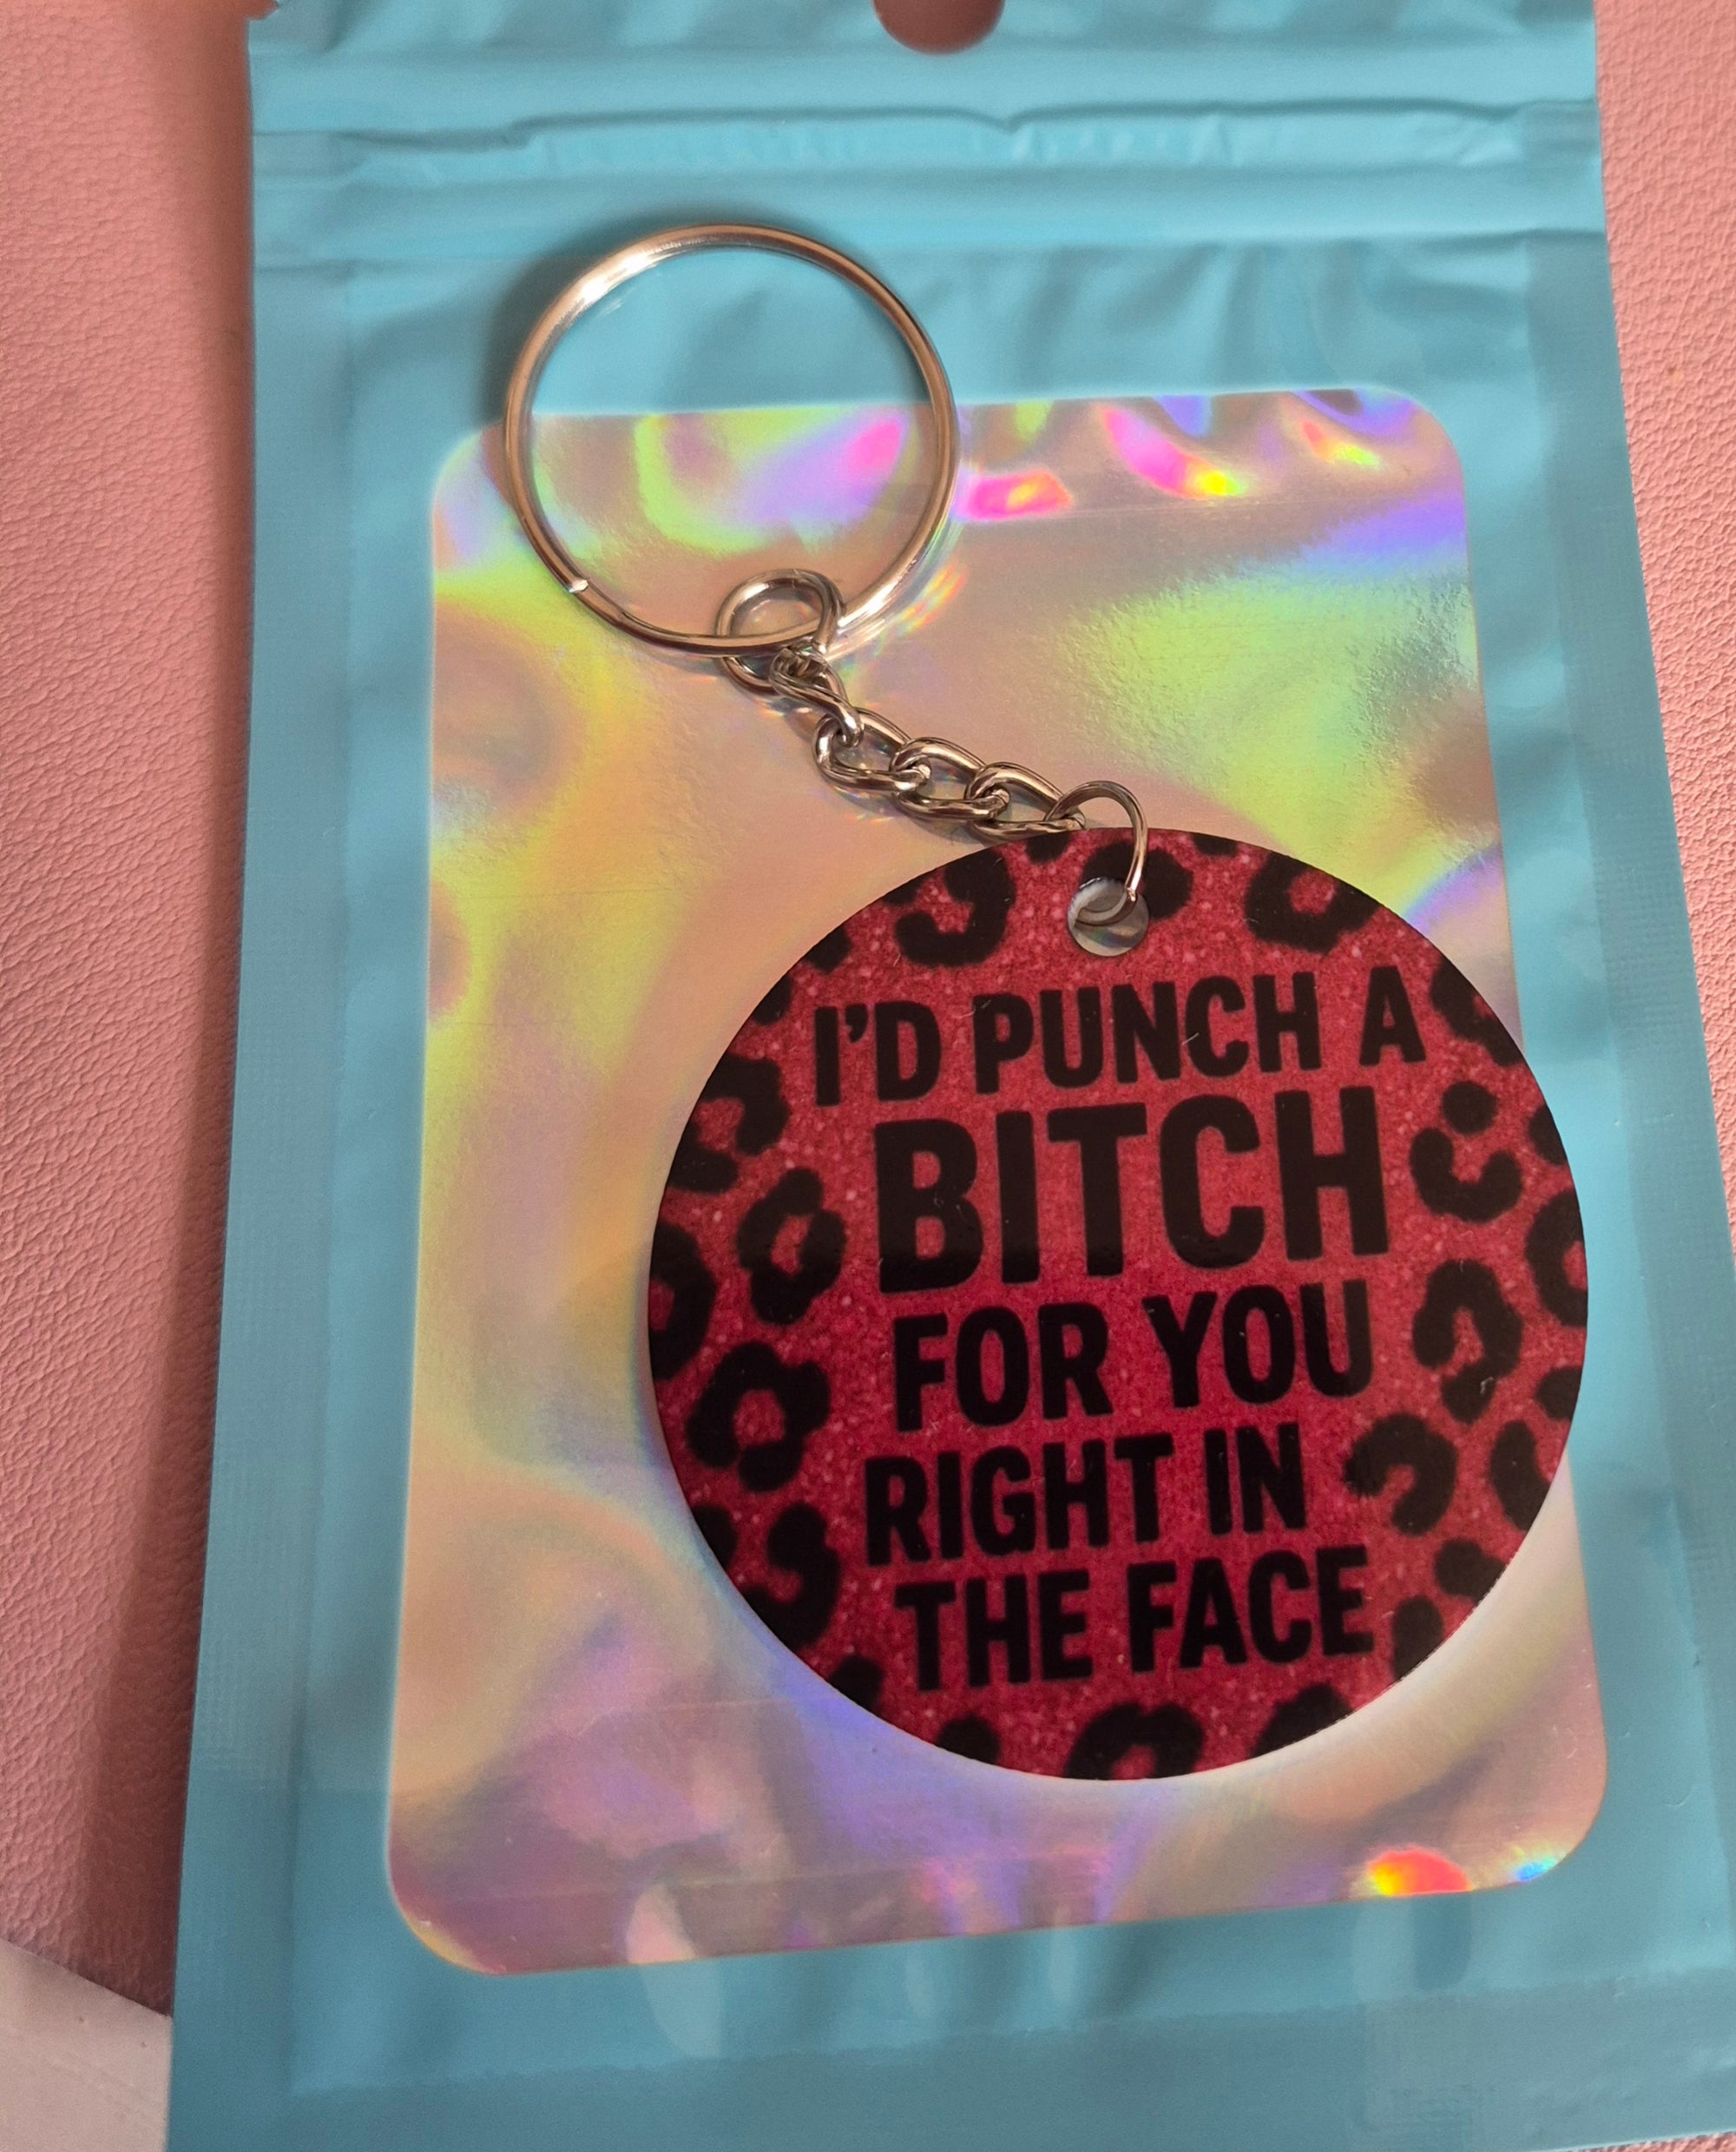 I'D PUNCH A
BITCH
FOR YOU
RIGHT IN
THE FACE